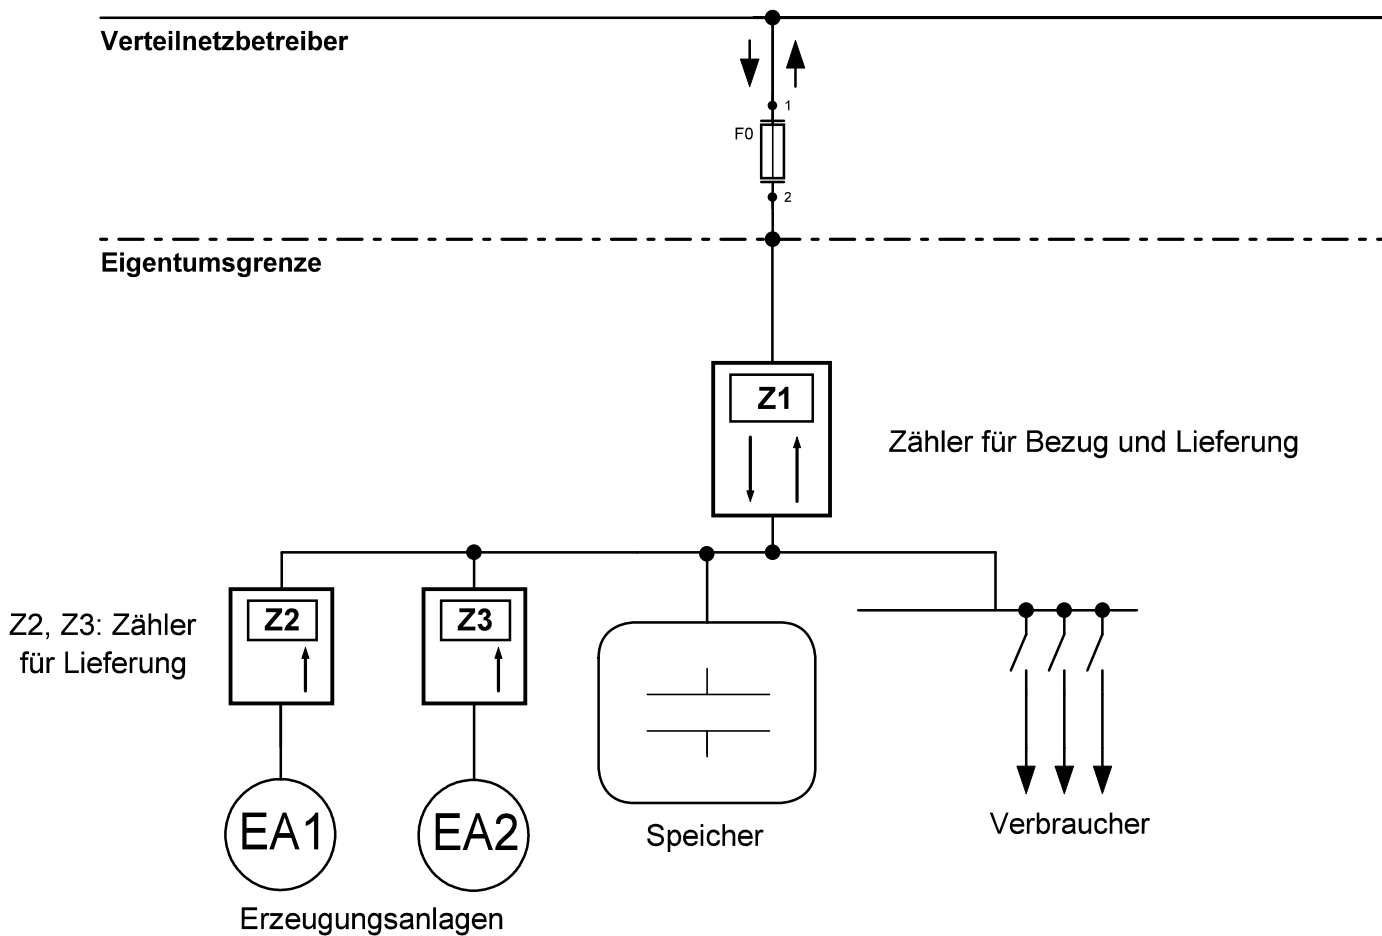 Verteilnetzbetreiber
1
F0
2
Eigentumsgrenze
Z1
Zähler für Bezug und Lieferung
Z2
Z3
Z2, Z3: Zähler
für Lieferung
EA1
EA2
Speicher
Verbraucher
Erzeugungsanlagen